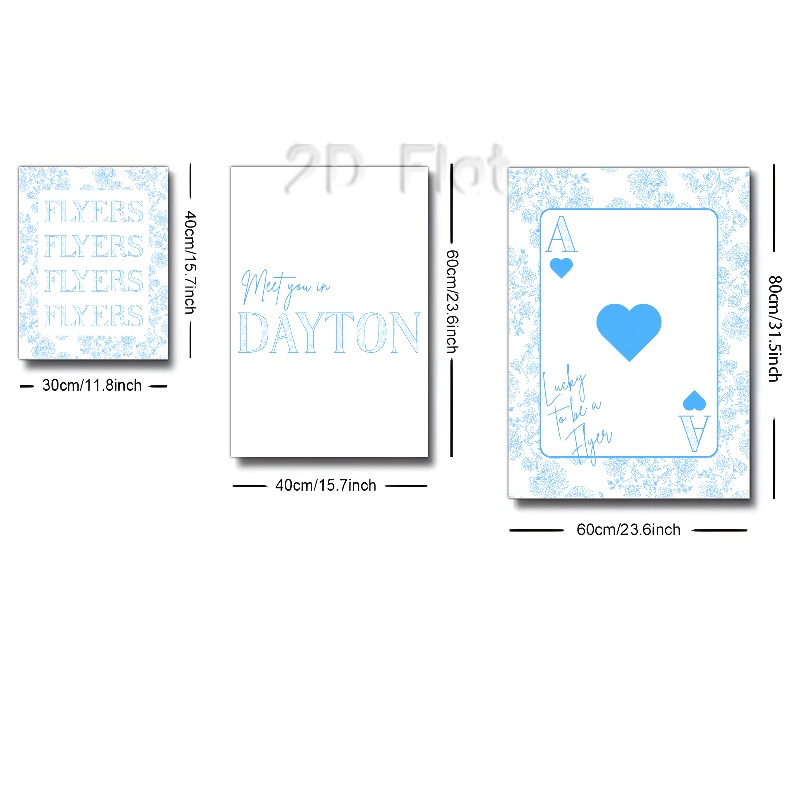 2D Flat
FLYERS
FLYERS
FLYERS
FLYERS
40cm/15.7inch
30cm/11.8inch
Meet you in
DAYTON
60cm/23.6inch
40cm/15.7inch
A
Lucky
to be a
Flyer
A
80cm/31.5inch
60cm/23.6inch